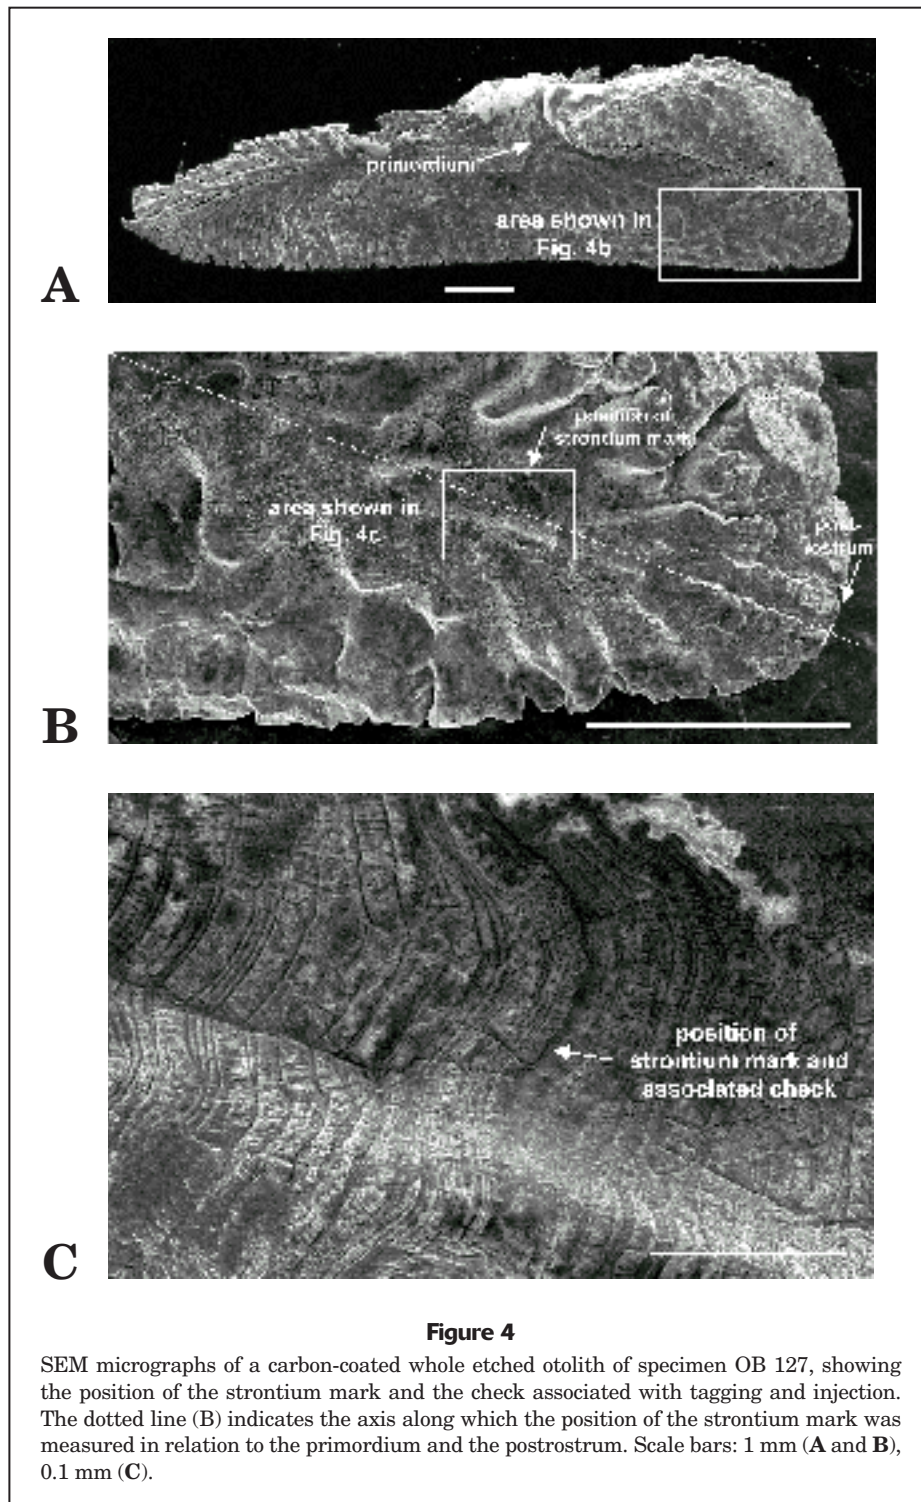 primordium
area shown in
Fig. 4b
A
position of
strontium mark
area shown in
Fig. 4c
post-
rostrum
B
position of
strontium mark and
associated check
C
Figure 4
SEM micrographs of a carbon-coated whole etched otolith of specimen OB 127, showing
the position of the strontium mark and the check associated with tagging and injection.
The dotted line (B) indicates the axis along which the position of the strontium mark was
measured in relation to the primordium and the postrostrum. Scale bars: 1 mm (A and B),
0.1 mm (C).